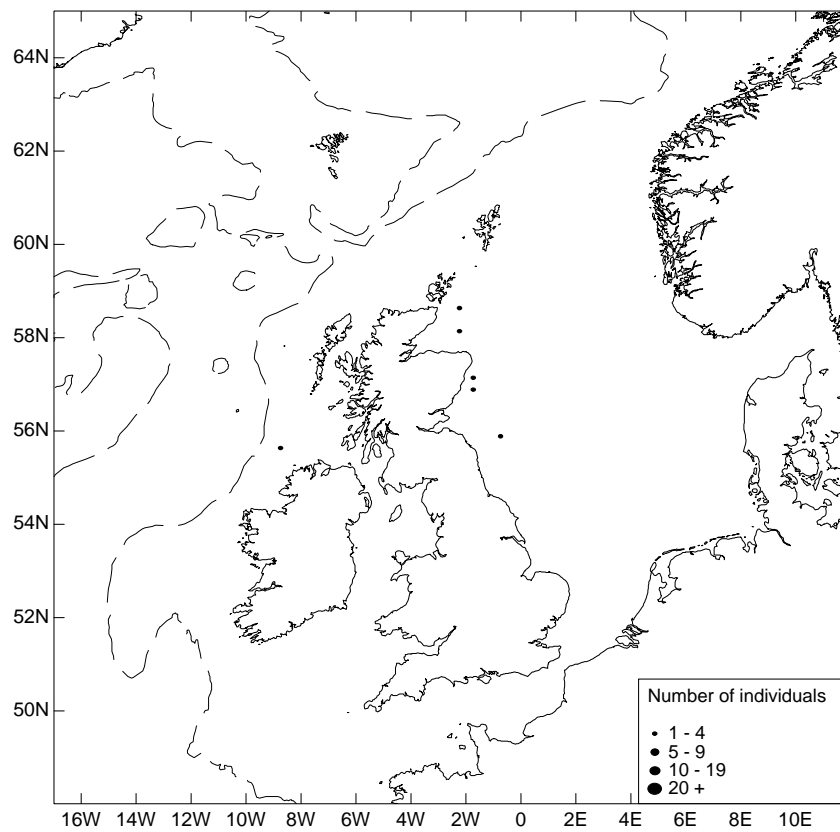 64N
62N
60N
58N
56N
54N
52N
50N
Number of individuals
1 - 4
5 - 9
10 - 19
20 +
16W 14W 12W 10W 8W 6W 4W 2W 0 2E 4E 6E 8E 10E